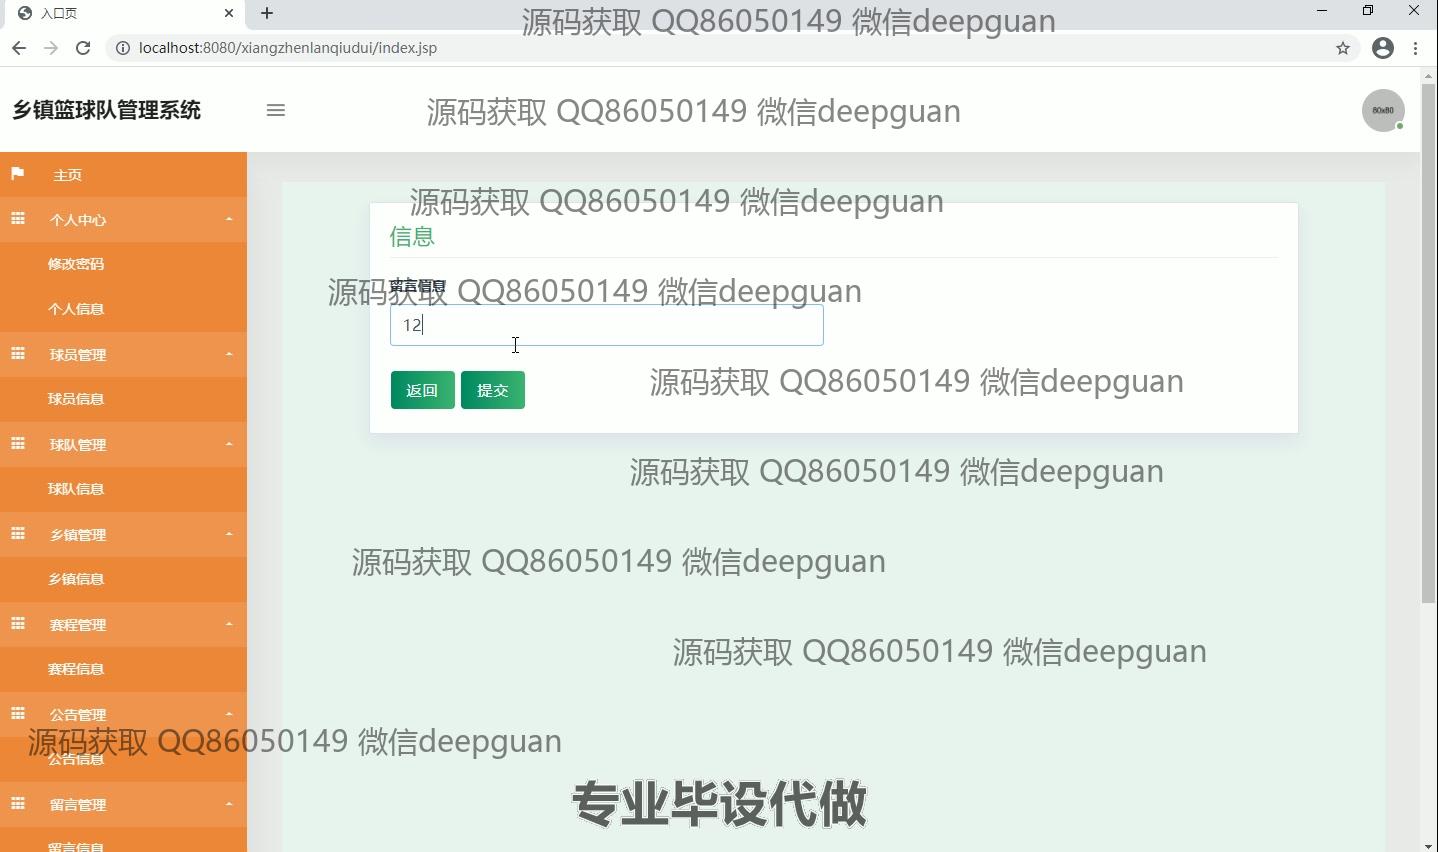 入口页
源码获取 QQ86050149 微信deepguan
localhost:8080/xiangzhenlanqiudui/index.jsp
乡镇篮球队管理系统
源码获取 QQ86050149 微信deepguan
80x80
主页
源码获取 QQ86050149 微信deepguan
个人中心
信息
修改密码
留言信息
源码获取 QQ86050149 微信deepguan
个人信息
12
球员管理
源码获取 QQ86050149 微信deepguan
返回 提交
球员信息
球队管理
源码获取 QQ86050149 微信deepguan
球队信息
乡镇管理
源码获取 QQ86050149 微信deepguan
乡镇信息
赛程管理
源码获取 QQ86050149 微信deepguan
赛程信息
公告管理
源码获取 QQ86050149 微信deepguan
公告信息
留言管理
专业毕设代做
留言信息